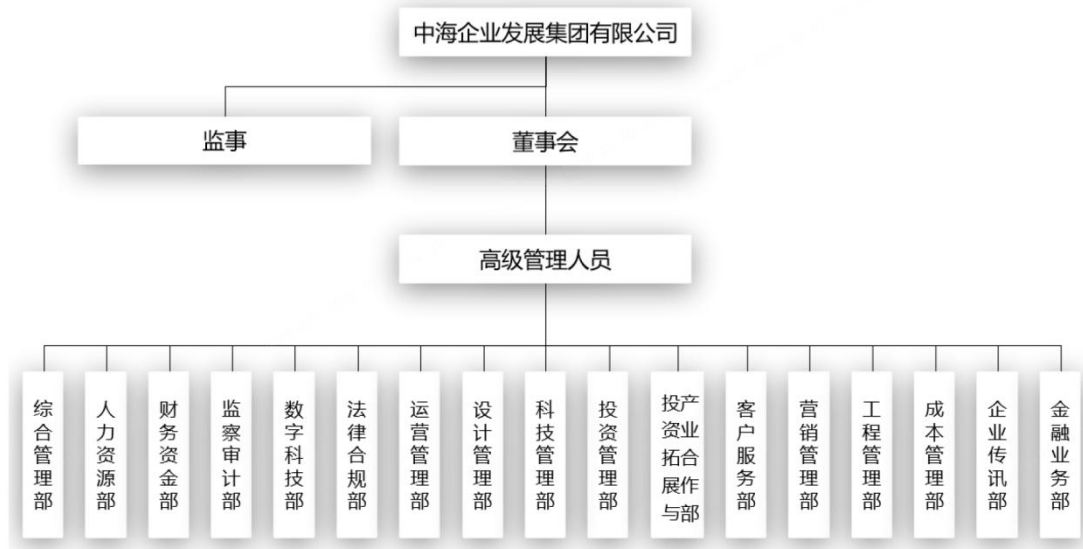 中海企业发展集团有限公司
监事
董事会
高级管理人员
综合管理部
人力资源部
财务资金部
监察审计部
数字科技部
法律合规部
运营管理部
设计管理部
科技管理部
投资管理部
投资拓展与
产业合作部
客户服务部
营销管理部
工程管理部
成本管理部
企业传讯部
金融业务部